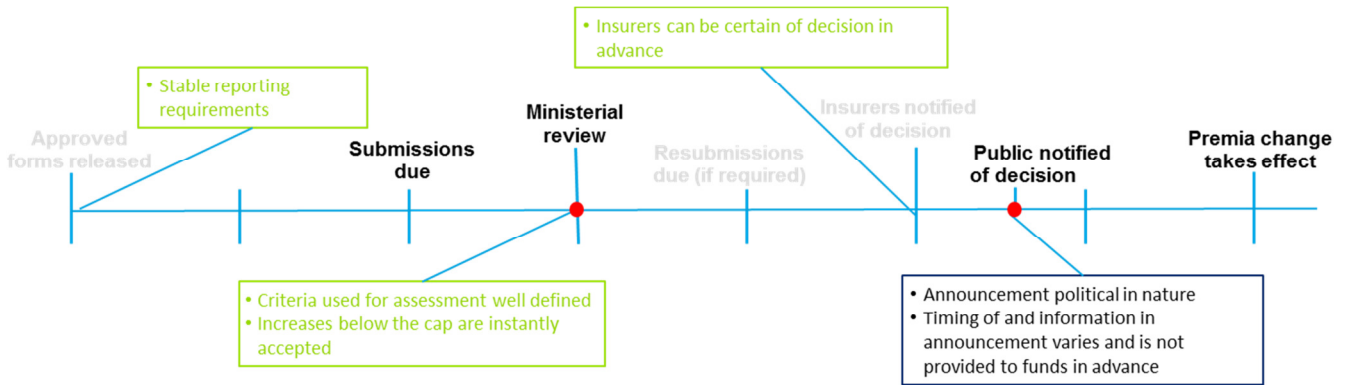 • Insurers can be certain of decision in
advance
• Stable reporting
requirements
Approved
forms released
Submissions
due
Ministerial
review
Resubmissions
due (if required)
Insurers notified
of decision
Public notified
of decision
Premia change
takes effect
• Criteria used for assessment well defined
• Increases below the cap are instantly
accepted
• Announcement political in nature
• Timing of and information in
announcement varies and is not
provided to funds in advance